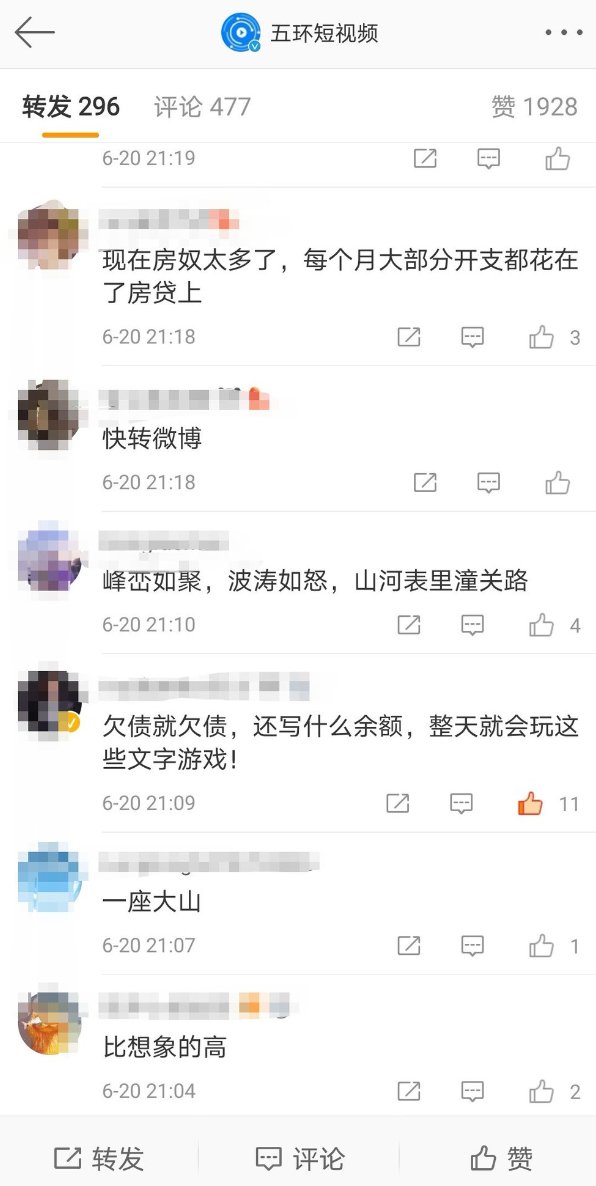 五环短视频
转发 296 评论 477 赞 1928
6-20 21:19
现在房奴太多了，每个月大部分开支都花在
了房贷上
6-20 21:18 3
快转微博
6-20 21:18
峰峦如聚，波涛如怒，山河表里潼关路
6-20 21:10 4
欠债就欠债，还写什么余额，整天就会玩这
些文字游戏！
6-20 21:09 11
一座大山
6-20 21:07 1
比想象的高
6-20 21:04 2
转发 评论 赞